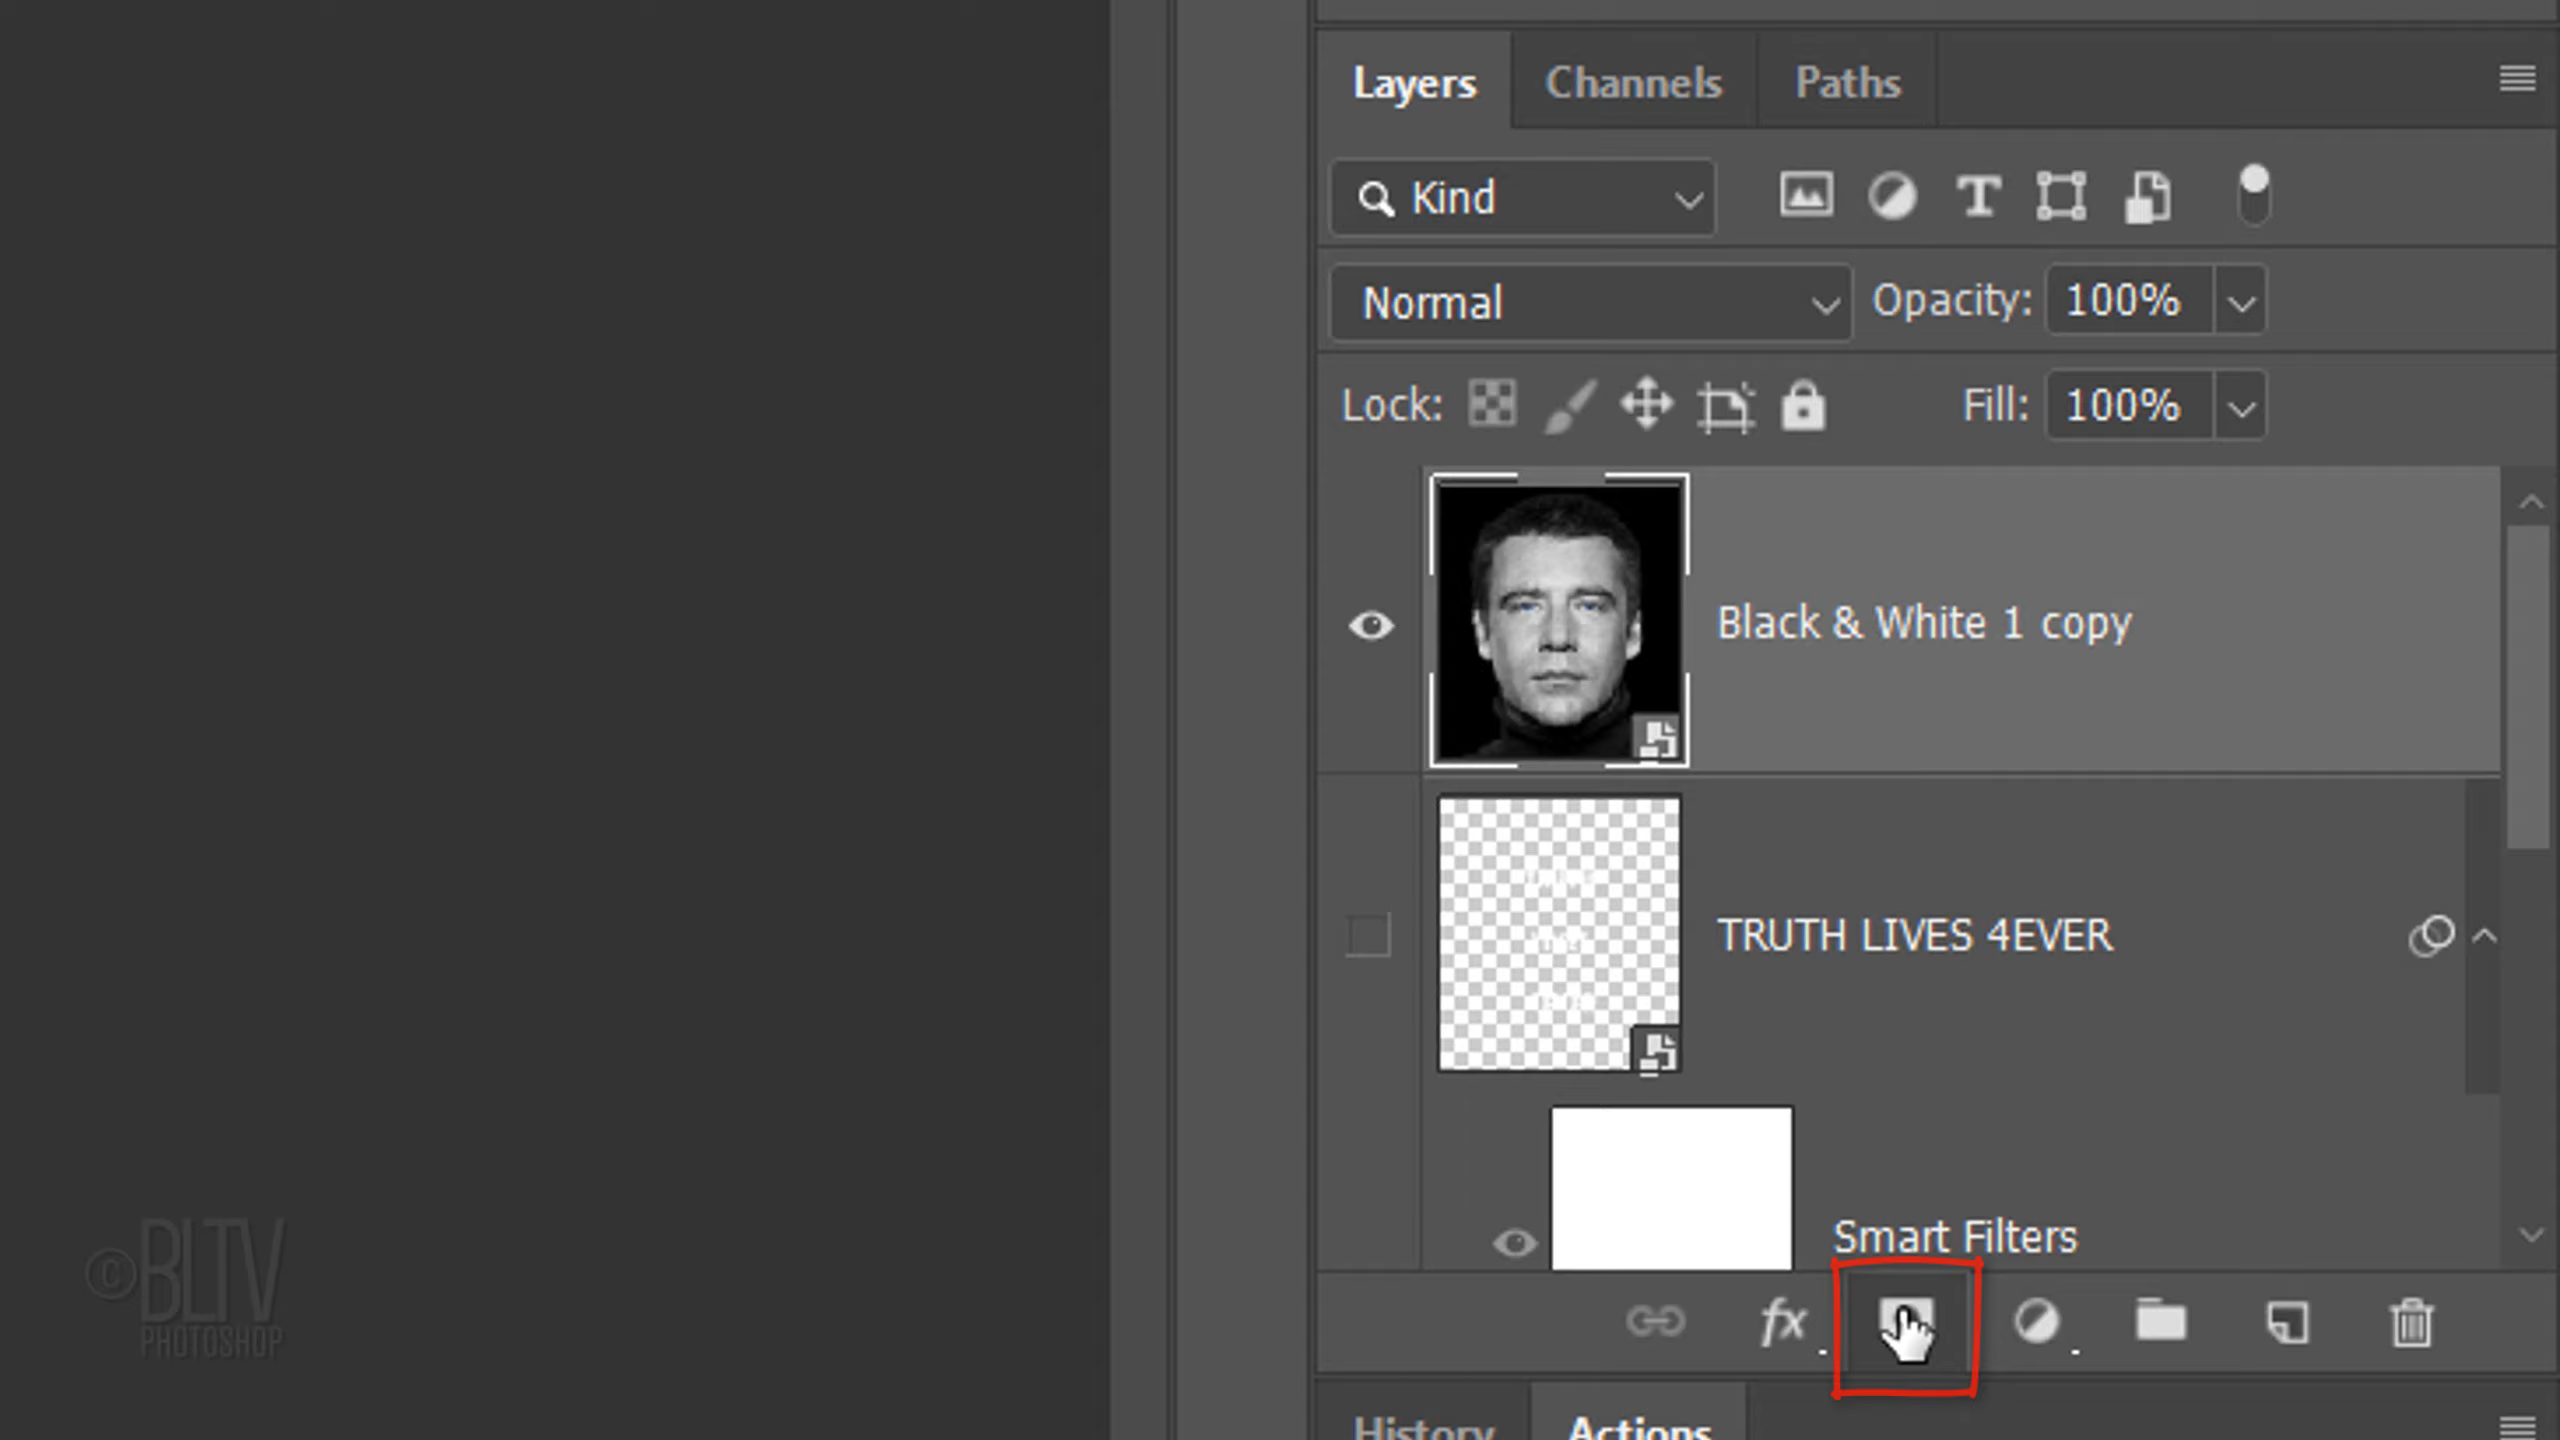 Layers Channels Paths
Kind
Normal Opacity: 100%
Lock: Fill: 100%
Black & White 1 copy
TRUTH LIVES 4EVER
Smart Filters
fx
History Actions
©BLTV
PHOTOSHOP